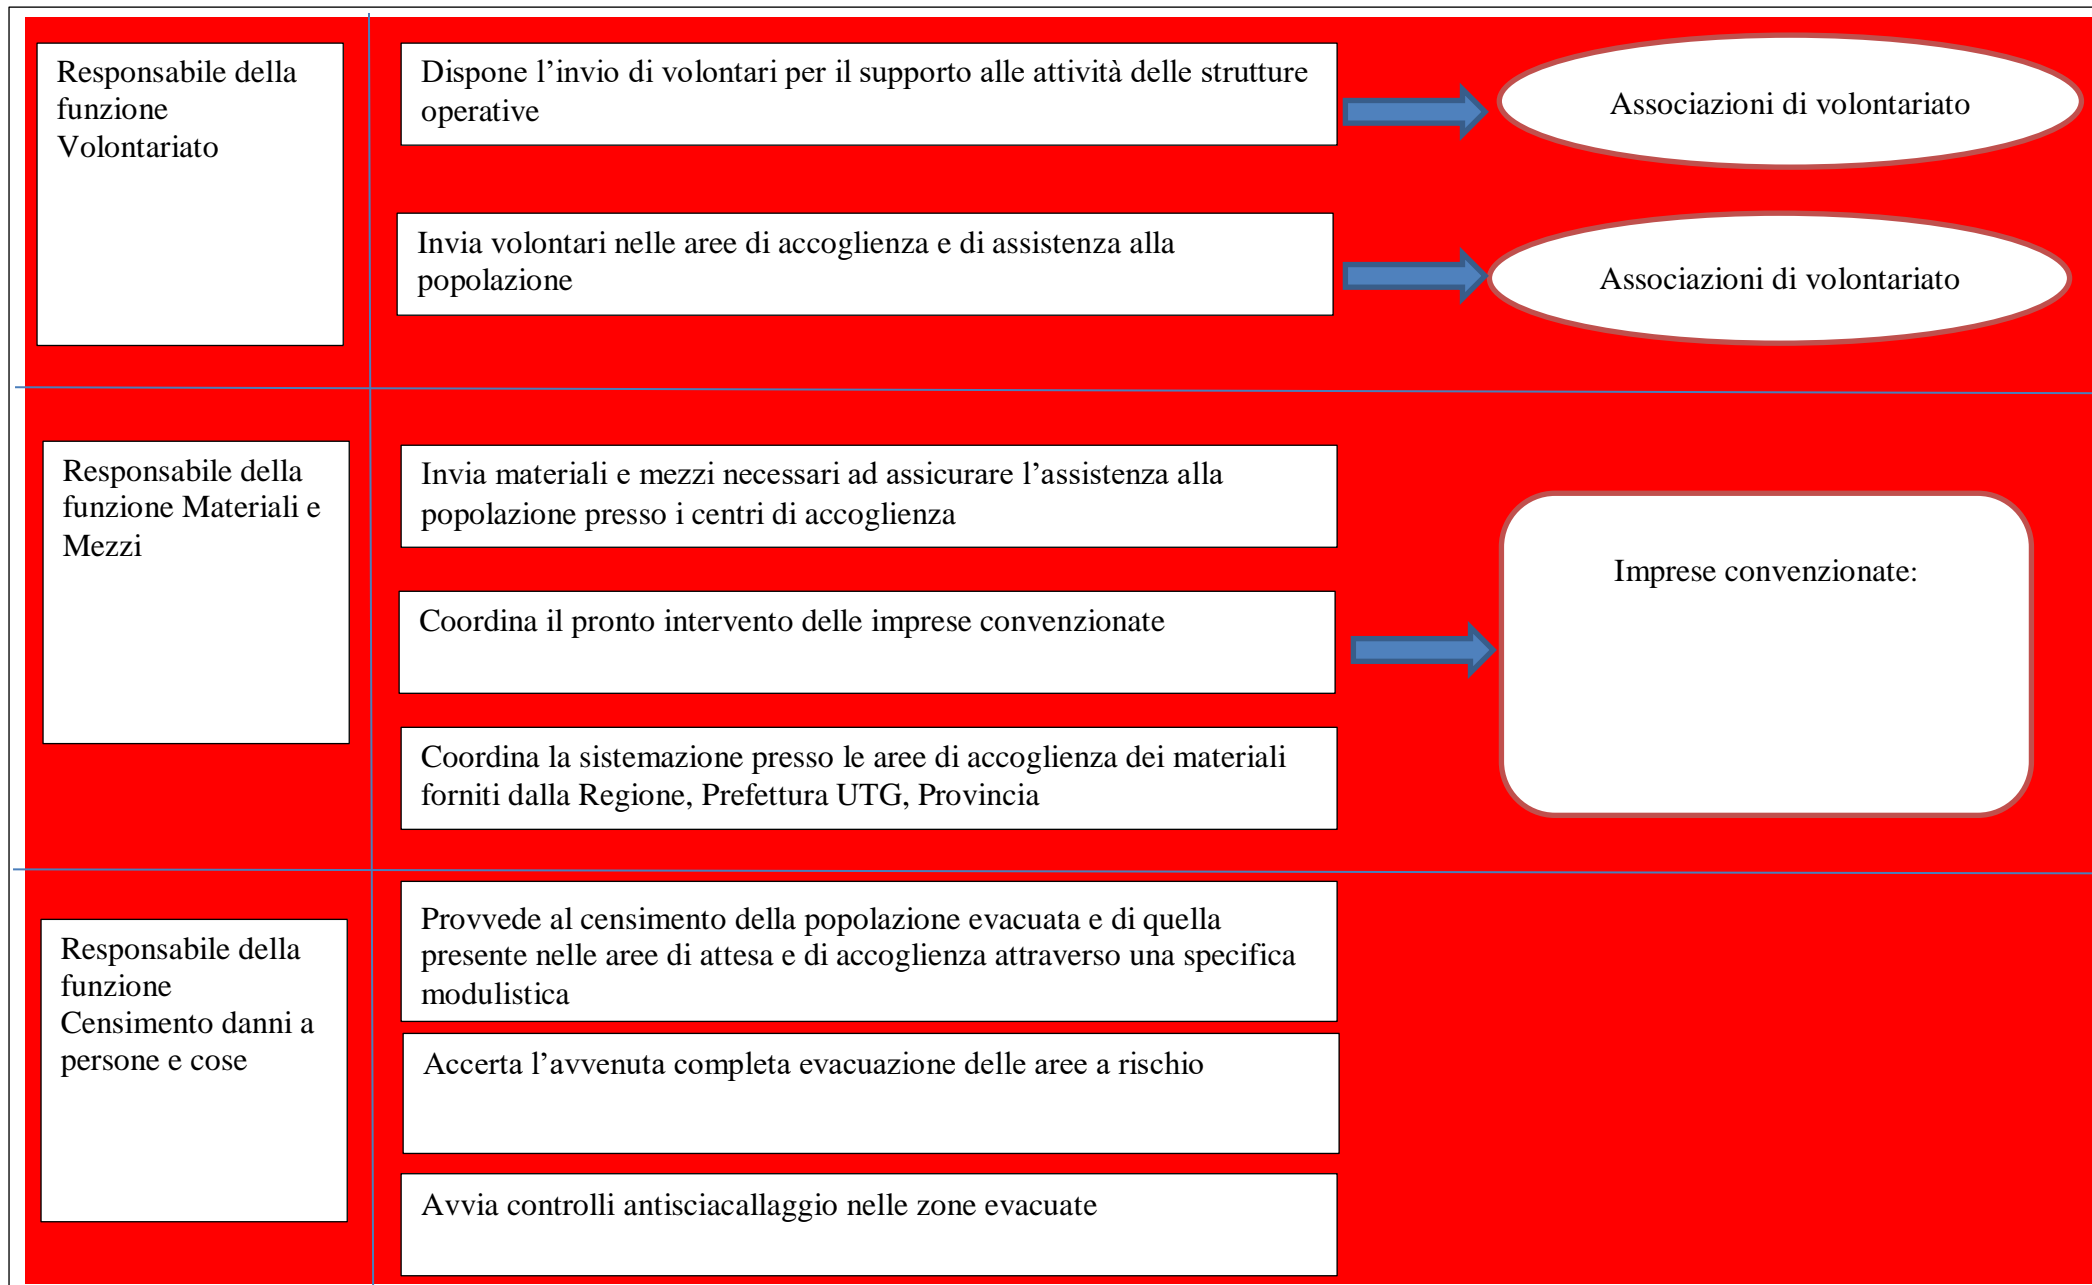 Responsabile della
funzione
Volontariato
Dispone l’invio di volontari per il supporto alle attività delle strutture
operative
Associazioni di volontariato
Invia volontari nelle aree di accoglienza e di assistenza alla
popolazione
Associazioni di volontariato
Responsabile della
funzione Materiali e
Mezzi
Invia materiali e mezzi necessari ad assicurare l’assistenza alla
popolazione presso i centri di accoglienza
Coordina il pronto intervento delle imprese convenzionate
Imprese convenzionate:
Coordina la sistemazione presso le aree di accoglienza dei materiali
forniti dalla Regione, Prefettura UTG, Provincia
Responsabile della
funzione
Censimento danni a
persone e cose
Provvede al censimento della popolazione evacuata e di quella
presente nelle aree di attesa e di accoglienza attraverso una specifica
modulistica
Accerta l’avvenuta completa evacuazione delle aree a rischio
Avvia controlli antisciacallaggio nelle zone evacuate